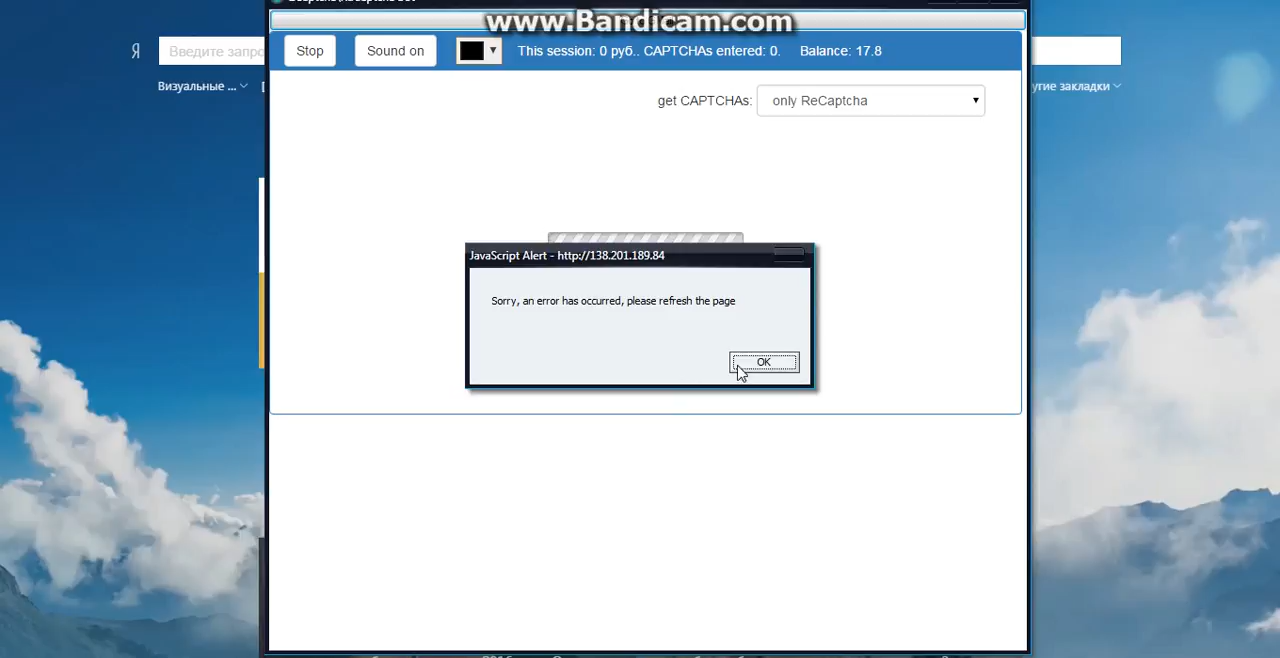 www.Bandicam.com
Stop
Sound on
This session: 0 руб.. CAPTCHAs entered: 0.
Balance: 17.8
Я
Введите запро
Визуальные ...
гие закладки
get CAPTCHAs:
only ReCaptcha
JavaScript Alert - http://138.201.189.84
Sorry, an error has occurred, please refresh the page
OK